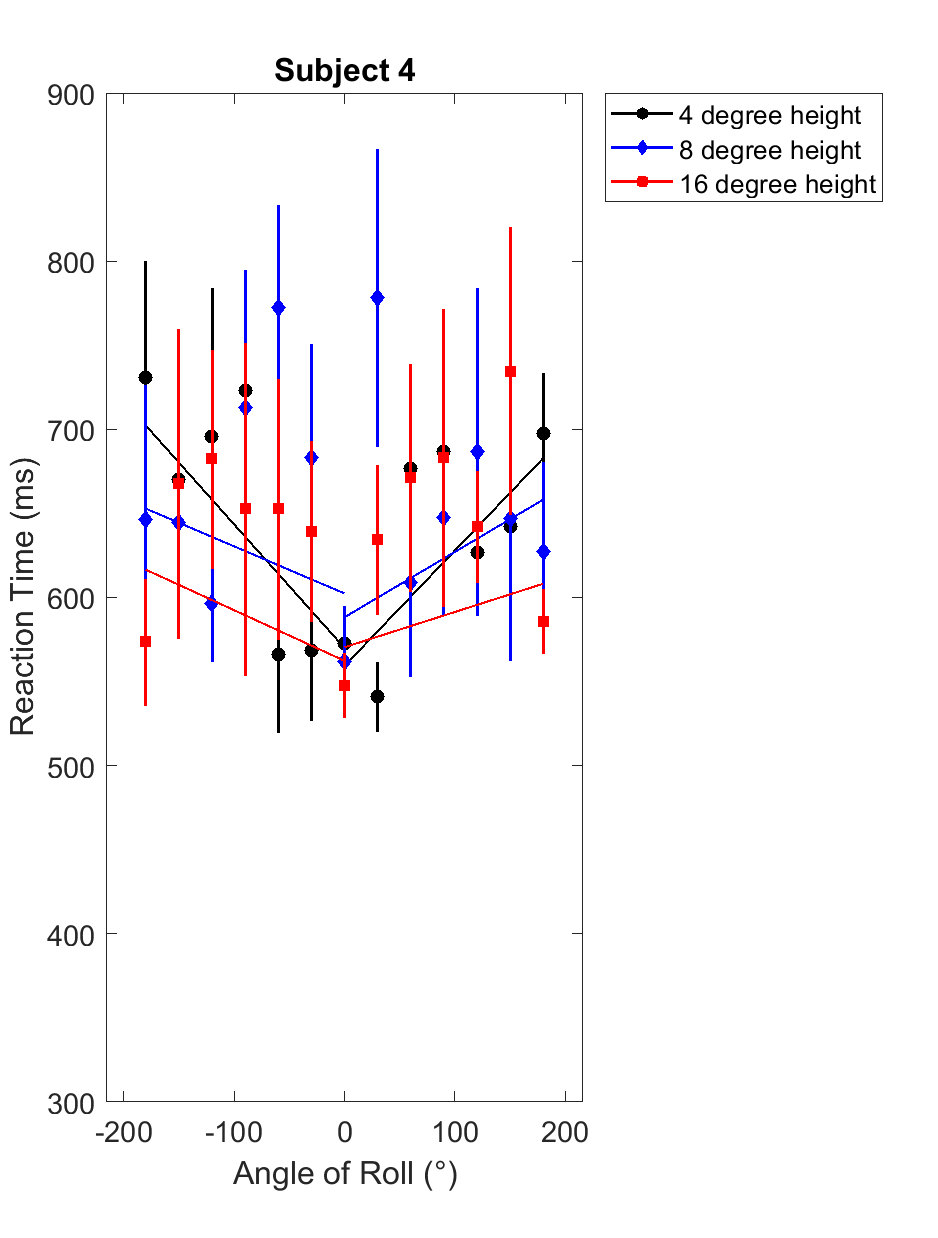 Subject 4
900
800
700
600
500
400
300
-200 -100 0 100 200
Reaction Time (ms)
Angle of Roll (°)
4 degree height
8 degree height
16 degree height